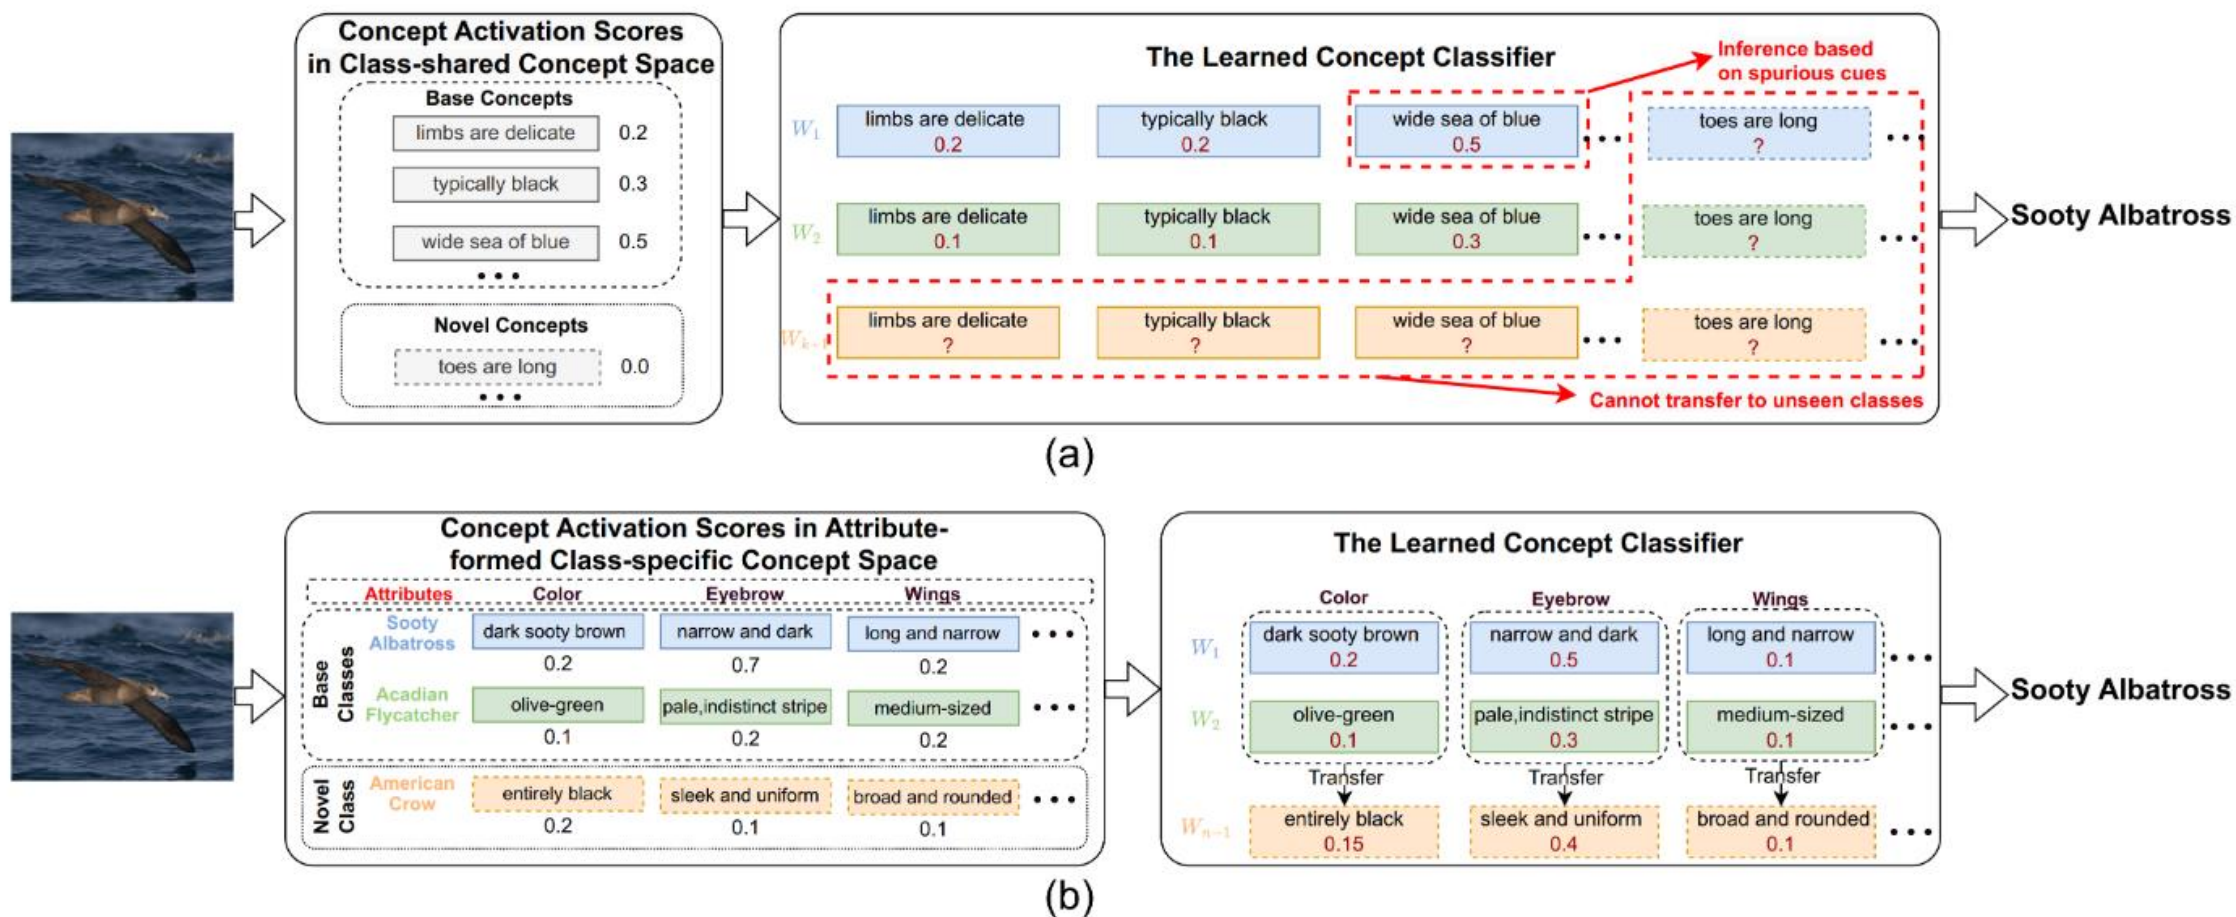 Concept Activation Scores
in Class-shared Concept Space
Base Concepts
limbs are delicate 0.2
typically black 0.3
wide sea of blue 0.5
...
Novel Concepts
toes are long 0.0
...
The Learned Concept Classifier
Inference based
on spurious cues
W₁ limbs are delicate typically black wide sea of blue ... toes are long ...
0.2 0.2 0.5 ?
W₂ limbs are delicate typically black wide sea of blue ... toes are long ...
0.1 0.1 0.3 ?
limbs are delicate typically black wide sea of blue ... toes are long ...
? ? ? ?
Cannot transfer to unseen classes
Sooty Albatross
(a)
Concept Activation Scores in Attribute-
formed Class-specific Concept Space
Attributes Color Eyebrow Wings
Base
Classes
Sooty
Albatross
dark sooty brown narrow and dark long and narrow ...
0.2 0.7 0.2
Acadian
Flycatcher
olive-green pale,indistinct stripe medium-sized ...
0.1 0.2 0.2
Novel
Class
American
Crow
entirely black sleek and uniform broad and rounded ...
0.2 0.1 0.1
The Learned Concept Classifier
Color Eyebrow Wings
W₁ dark sooty brown narrow and dark long and narrow ...
0.2 0.5 0.1
W₂ olive-green pale,indistinct stripe medium-sized ...
0.1 0.3 0.1
Transfer Transfer Transfer
Wₙ₋₁ entirely black sleek and uniform broad and rounded ...
0.15 0.4 0.1
Sooty Albatross
(b)